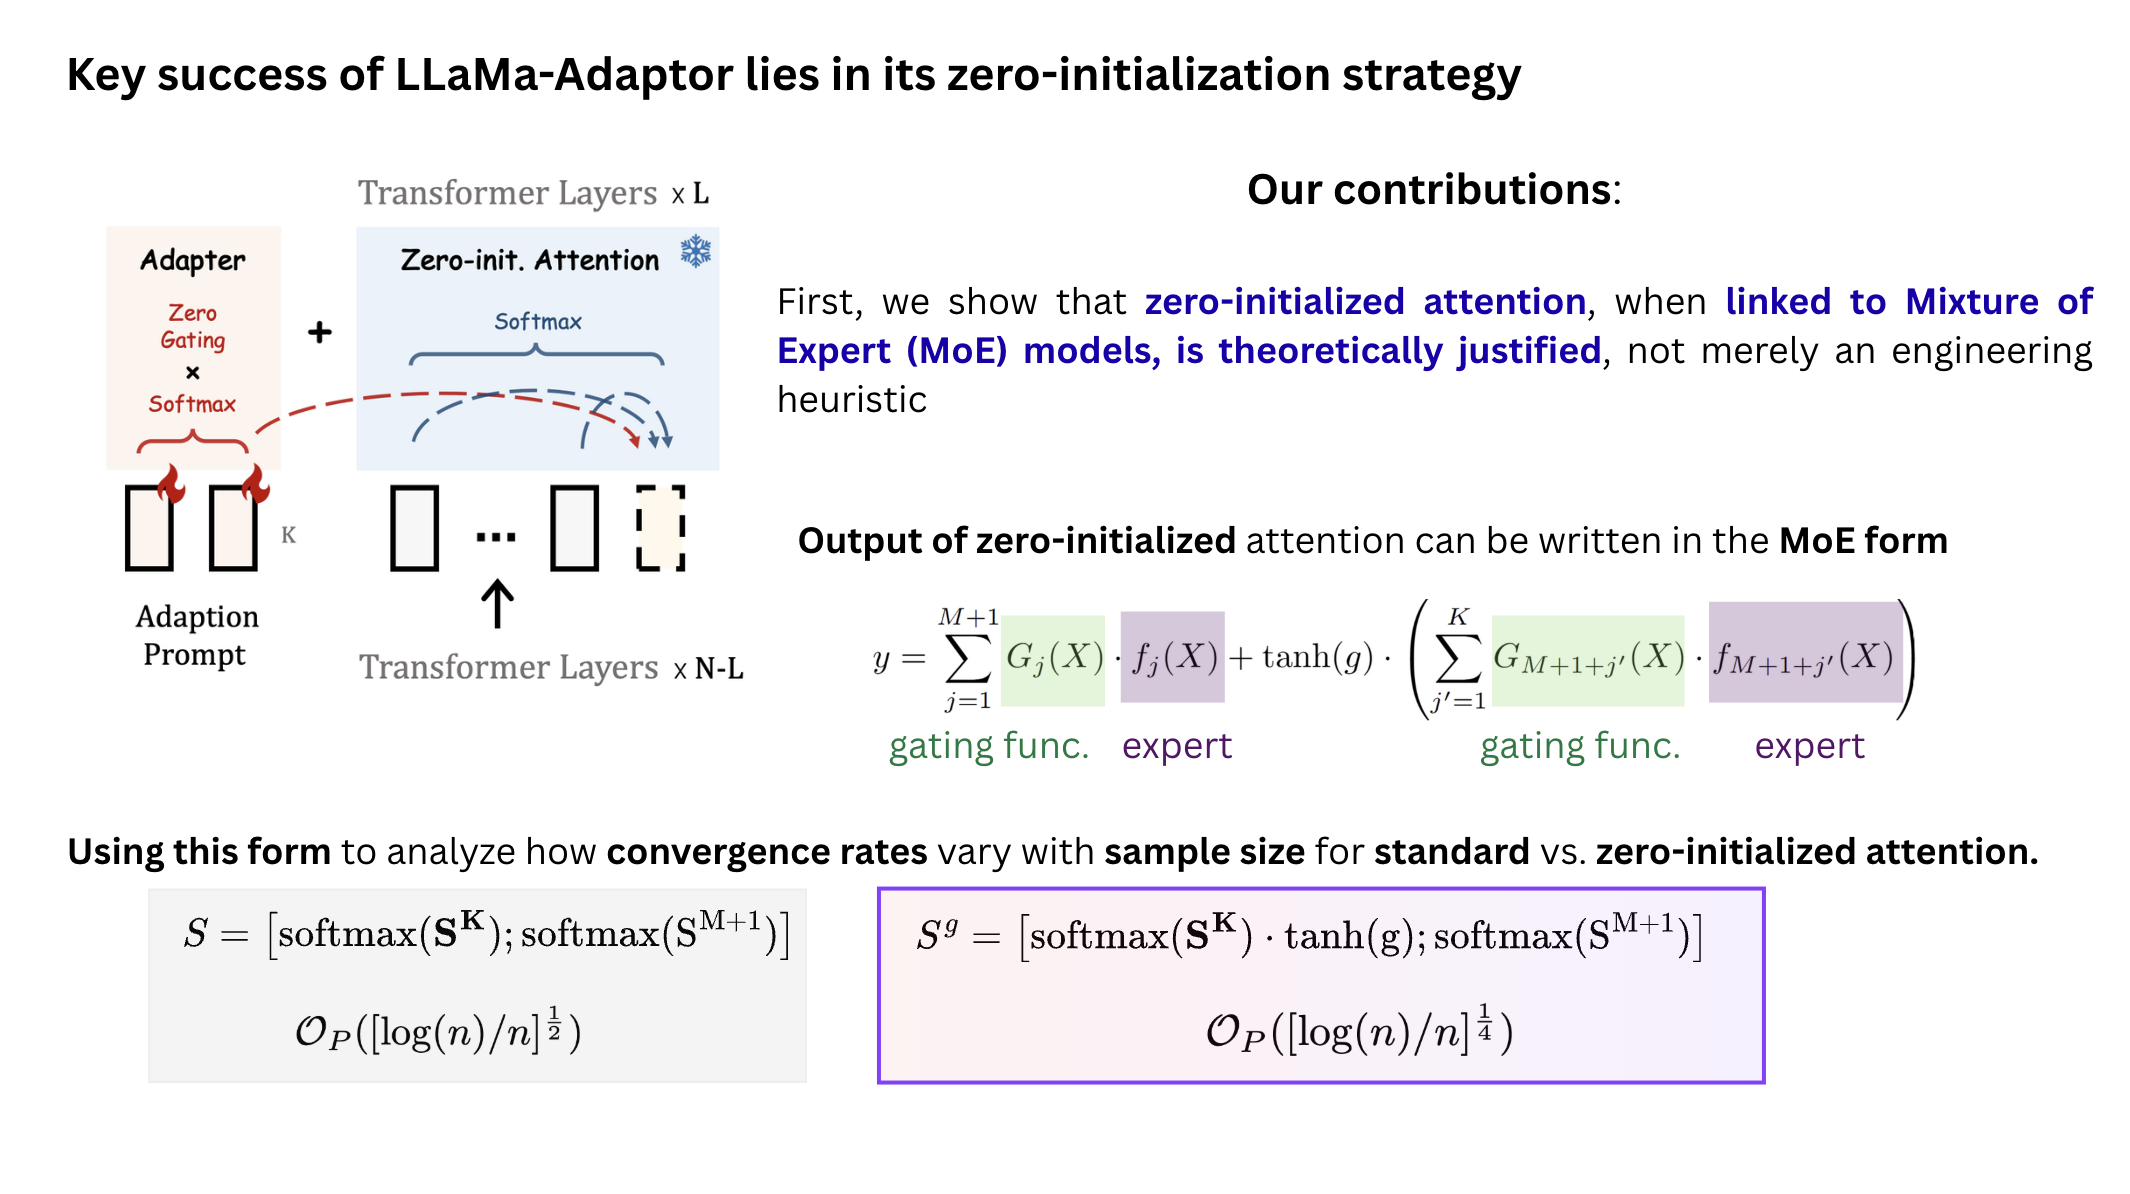 Key success of LLaMa-Adaptor lies in its zero-initialization strategy
Transformer Layers x L
Adapter
Zero
Gating
×
Softmax
+
Zero-init. Attention
Softmax
K
...
Adaption
Prompt
Transformer Layers x N-L
Our contributions:
First, we show that zero-initialized attention, when linked to Mixture of
Expert (MoE) models, is theoretically justified, not merely an engineering
heuristic
Output of zero-initialized attention can be written in the MoE form
$y = \sum_{j=1}^{M+1} G_j(X) \cdot f_j(X) + \tanh(g) \cdot \left( \sum_{j'=1}^{K} G_{M+1+j'}(X) \cdot f_{M+1+j'}(X) \right)$
gating func. expert gating func. expert
Using this form to analyze how convergence rates vary with sample size for standard vs. zero-initialized attention.
$S = [\mathrm{softmax}(\mathbf{S^K}); \mathrm{softmax}(\mathrm{S^{M+1}})]$
$\mathcal{O}_P([\log(n)/n]^{\frac{1}{2}})$
$S^g = [\mathrm{softmax}(\mathbf{S^K}) \cdot \tanh(\mathrm{g}); \mathrm{softmax}(\mathrm{S^{M+1}})]$
$\mathcal{O}_P([\log(n)/n]^{\frac{1}{4}})$